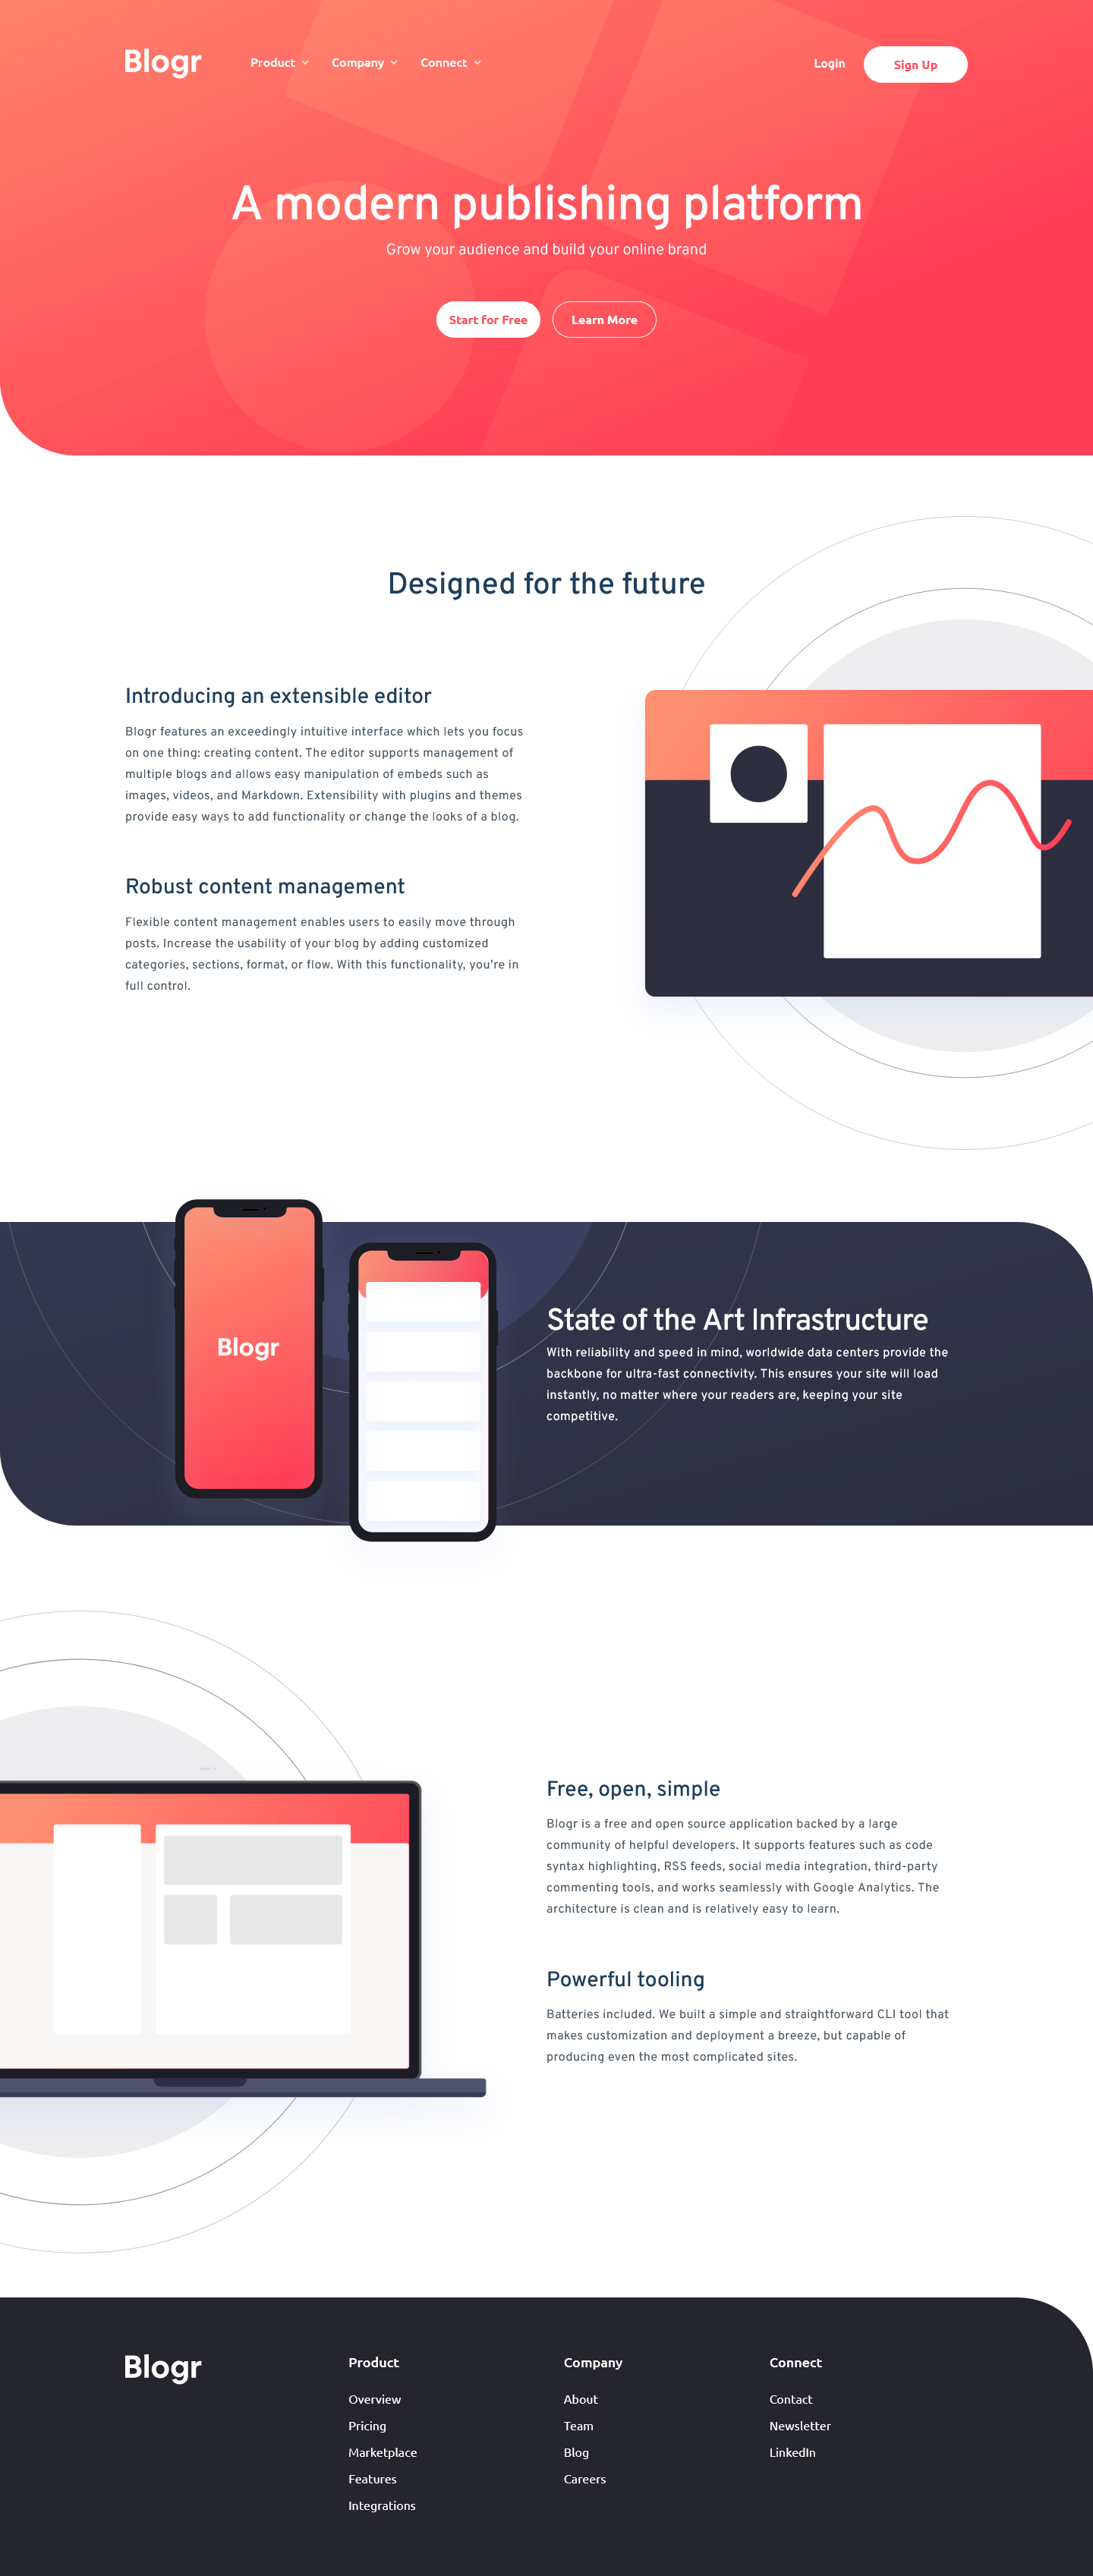 Blogr
Product
Company
Connect
Login
Sign Up
A modern publishing platform
Grow your audience and build your online brand
Start for Free
Learn More
Designed for the future
Introducing an extensible editor
Blogr features an exceedingly intuitive interface which lets you focus
on one thing: creating content. The editor supports management of
multiple blogs and allows easy manipulation of embeds such as
images, videos, and Markdown. Extensibility with plugins and themes
provide easy ways to add functionality or change the looks of a blog.
Robust content management
Flexible content management enables users to easily move through
posts. Increase the usability of your blog by adding customized
categories, sections, format, or flow. With this functionality, you’re in
full control.
Blogr
State of the Art Infrastructure
With reliability and speed in mind, worldwide data centers provide the
backbone for ultra-fast connectivity. This ensures your site will load
instantly, no matter where your readers are, keeping your site
competitive.
Free, open, simple
Blogr is a free and open source application backed by a large
community of helpful developers. It supports features such as code
syntax highlighting, RSS feeds, social media integration, third-party
commenting tools, and works seamlessly with Google Analytics. The
architecture is clean and is relatively easy to learn.
Powerful tooling
Batteries included. We built a simple and straightforward CLI tool that
makes customization and deployment a breeze, but capable of
producing even the most complicated sites.
Blogr
Product
Overview
Pricing
Marketplace
Features
Integrations
Company
About
Team
Blog
Careers
Connect
Contact
Newsletter
LinkedIn